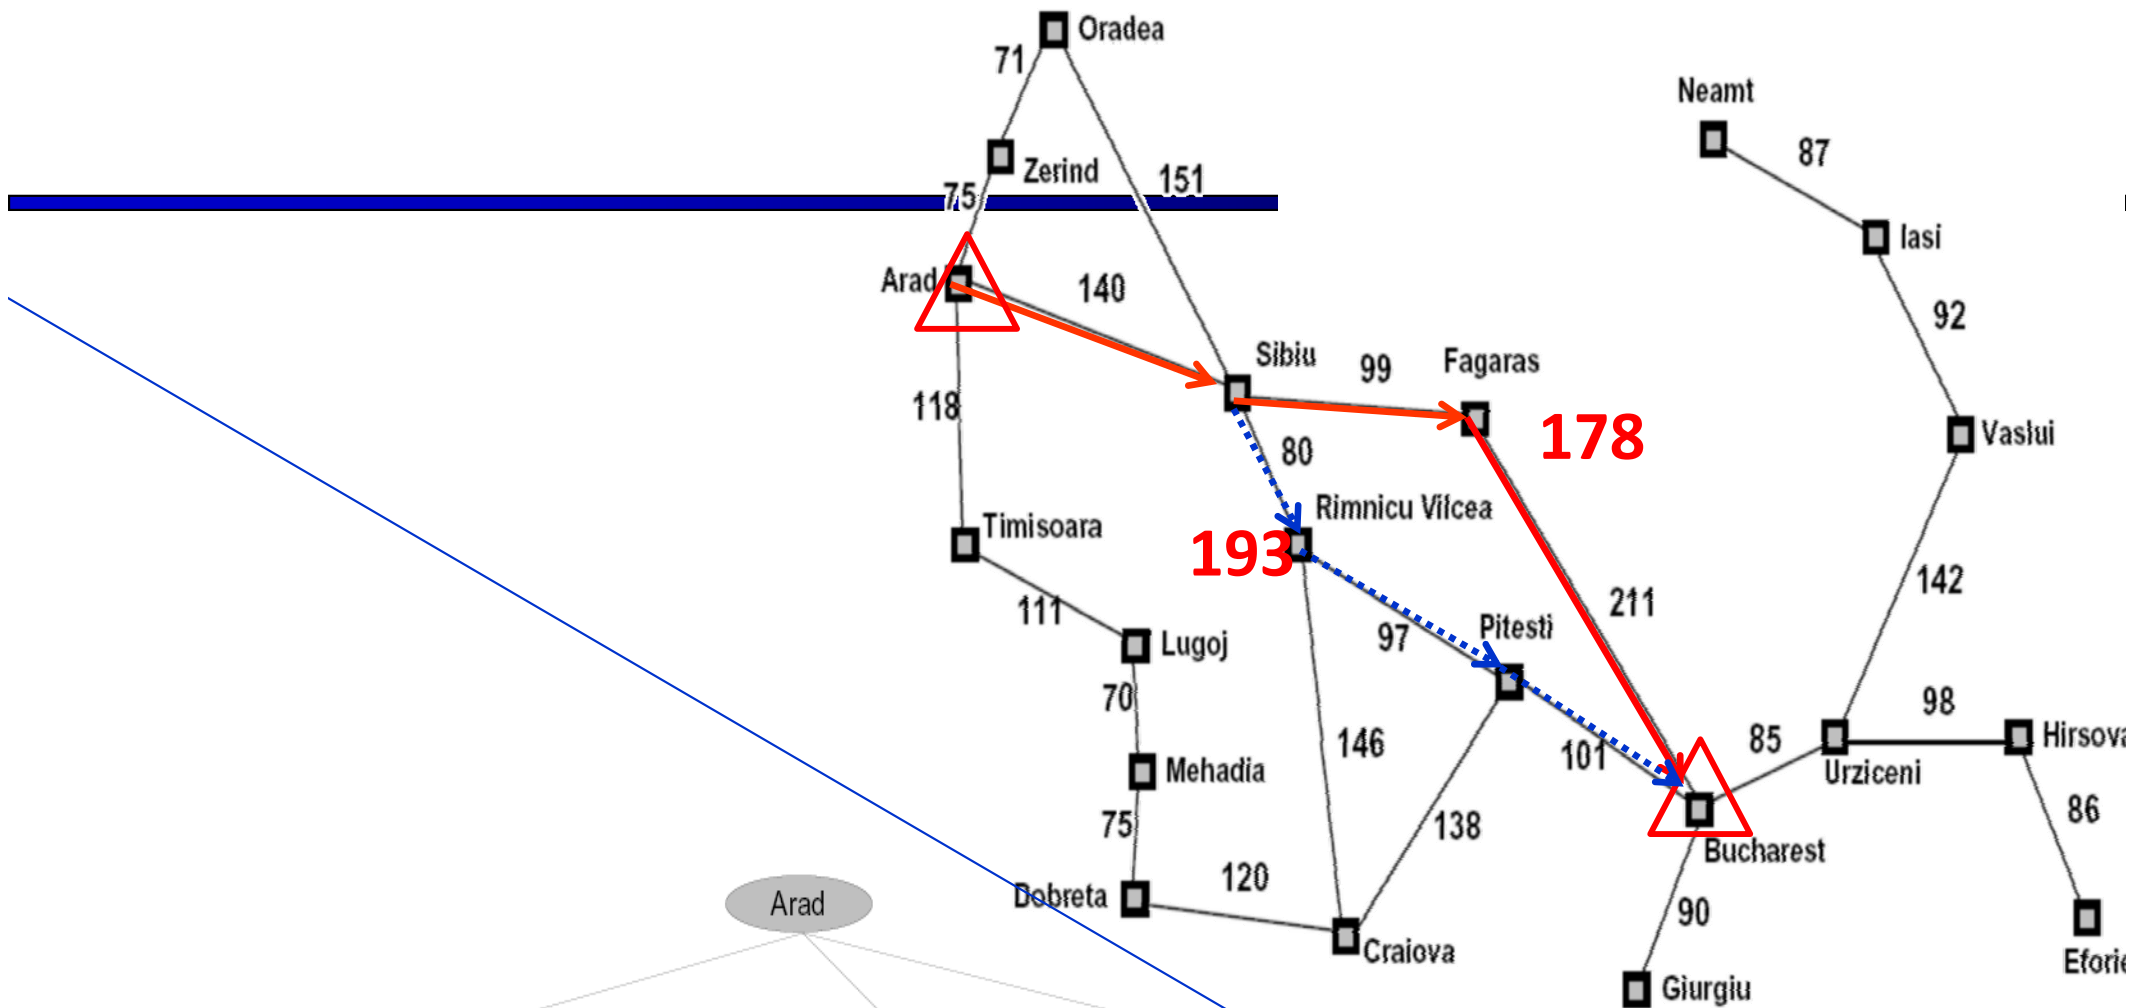 Oradea
71
Neamt
87
Zerind
151
75
Iasi
Arad
140
92
Sibiu
99
Fagaras
118
178
Vaslui
80
Rimnicu Vilcea
Timisoara
193
142
111
211
Pitesti
97
Lugoj
70
98
146
85
Hirsova
101
Mehadia
Urziceni
75
138
86
Bucharest
120
Dobreta
Arad
90
Craiova
Eforie
Giurgiu